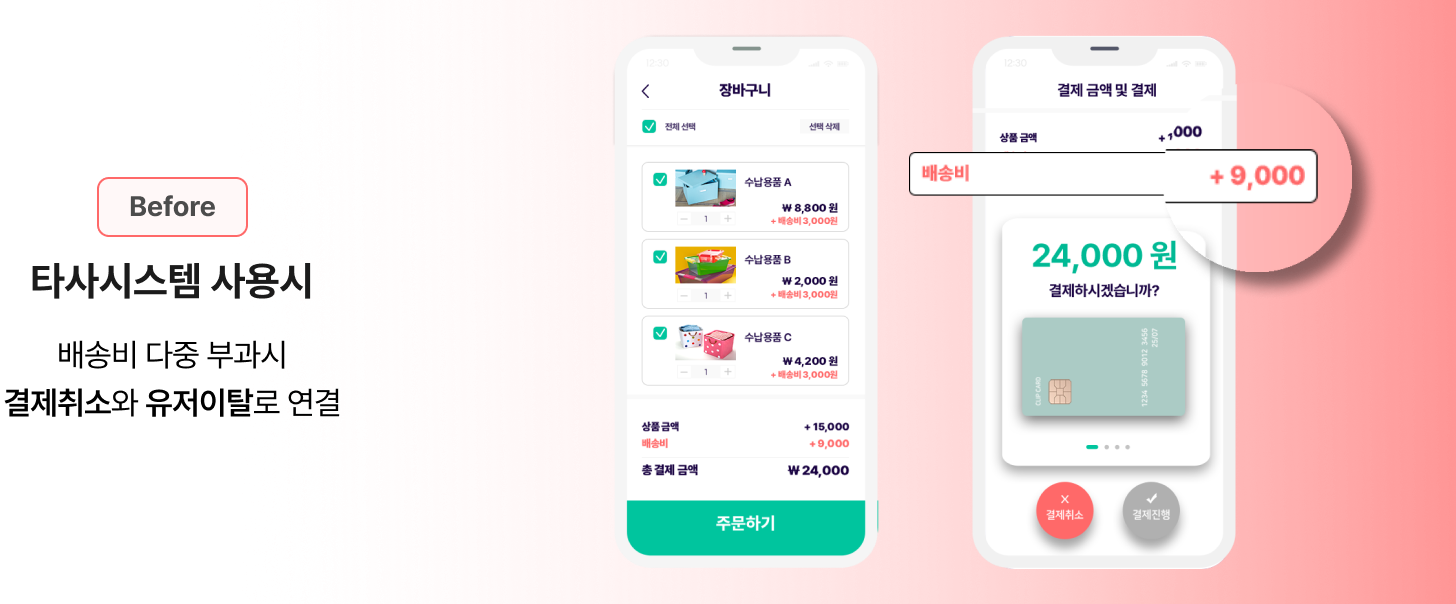 Before
타사시스템 사용시
배송비 다중 부과시
결제취소와 유저이탈로 연결
12:30
장바구니
전체 선택
선택 삭제
수납용품 A
₩ 8,800 원
+ 배송비 3,000원
1
수납용품 B
₩ 2,000 원
+ 배송비 3,000원
1
수납용품 C
₩ 4,200 원
+ 배송비 3,000원
1
상품 금액 + 15,000
배송비 + 9,000
총 결제 금액 ₩ 24,000
주문하기
12:30
결제 금액 및 결제
상품 금액
배송비 + 9,000
24,000 원
결제하시겠습니까?
CLIP CARD
1234 5678 9012 3456
25/07
결제취소
결제진행